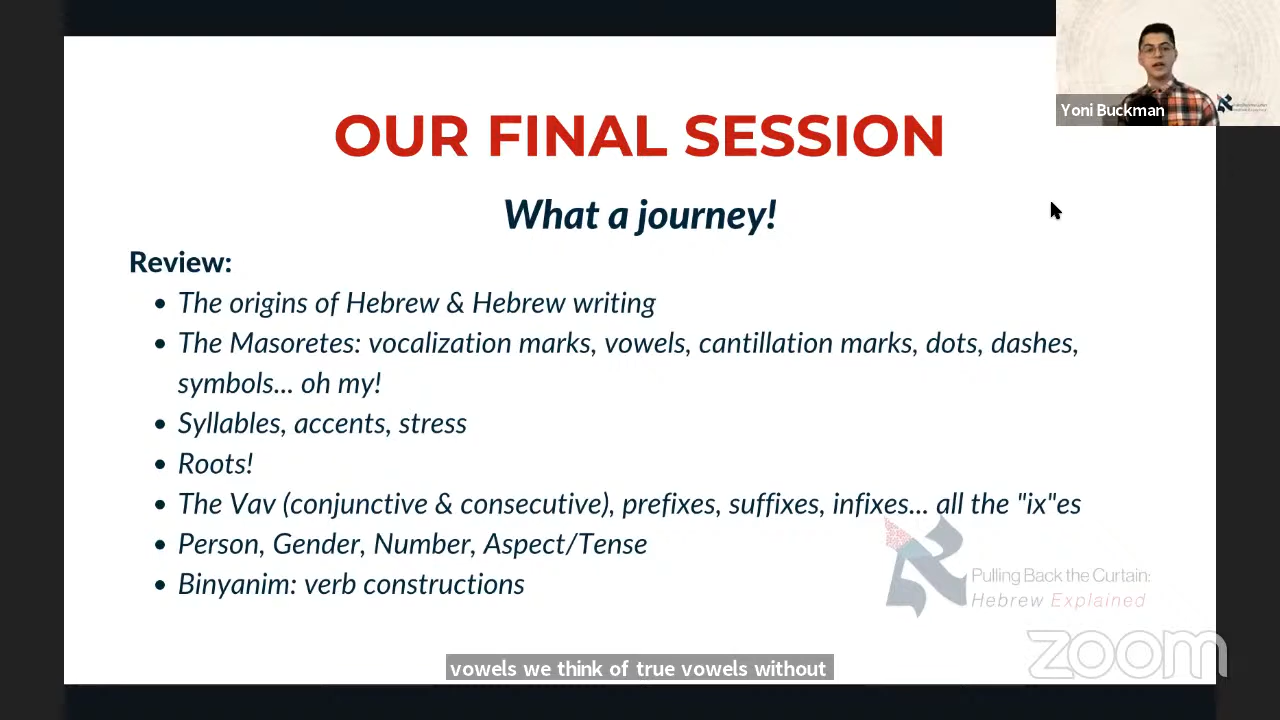 Yoni Buckman
OUR FINAL SESSION
What a journey!
Review:
• The origins of Hebrew & Hebrew writing
• The Masoretes: vocalization marks, vowels, cantillation marks, dots, dashes,
symbols... oh my!
• Syllables, accents, stress
• Roots!
• The Vav (conjunctive & consecutive), prefixes, suffixes, infixes... all the "ix"es
• Person, Gender, Number, Aspect/Tense
• Binyanim: verb constructions
א
Pulling Back the Curtain:
Hebrew Explained
zoom
vowels we think of true vowels without